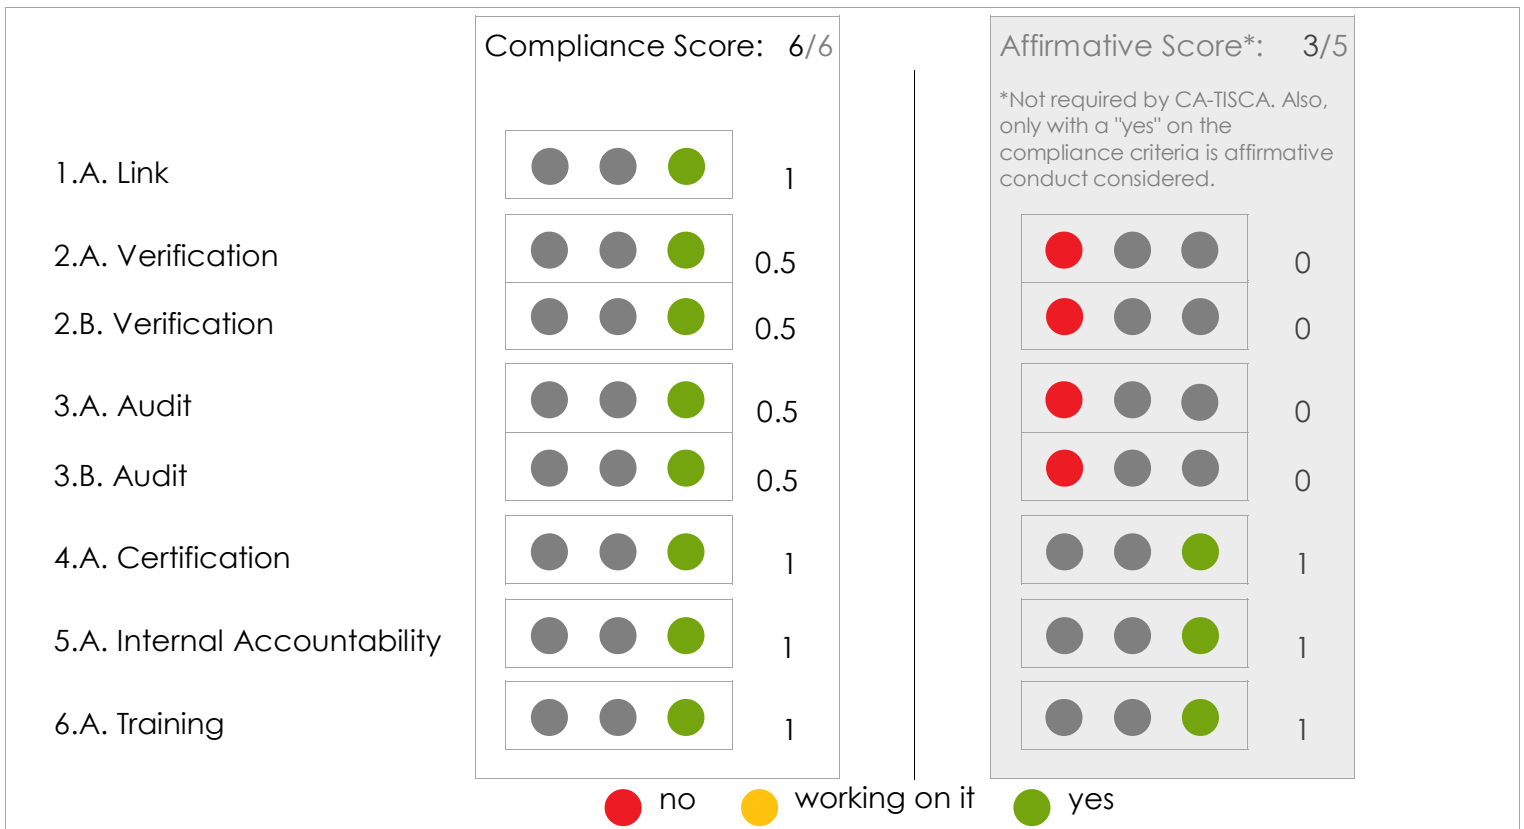 Compliance Score: 6/6
Affirmative Score*: 3/5
*Not required by CA-TISCA. Also,
only with a "yes" on the
compliance criteria is affirmative
conduct considered.
1.A. Link 1
2.A. Verification 0.5 0
2.B. Verification 0.5 0
3.A. Audit 0.5 0
3.B. Audit 0.5 0
4.A. Certification 1 1
5.A. Internal Accountability 1 1
6.A. Training 1 1
no working on it yes